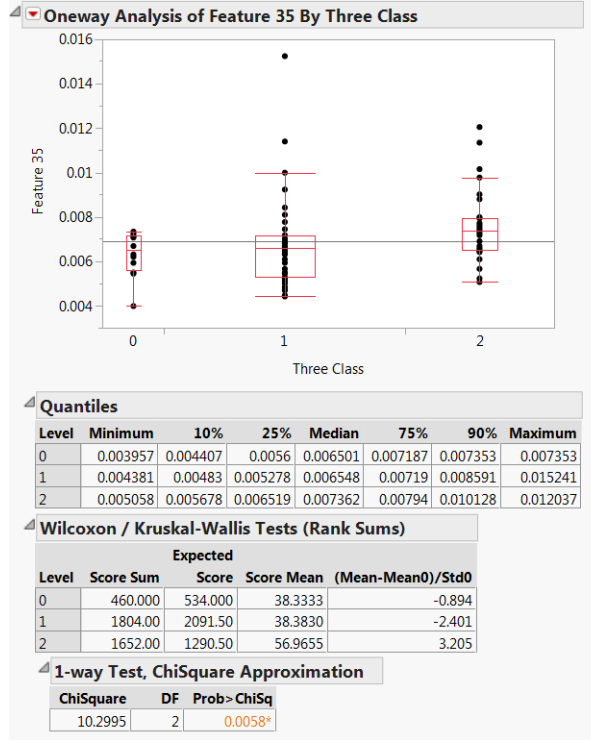 Oneway Analysis of Feature 35 By Three Class
0.016
0.014
0.012
0.01
0.008
0.006
0.004
Feature 35
0 1 2
Three Class
Quantiles
Level Minimum 10% 25% Median 75% 90% Maximum
0 0.003957 0.004407 0.0056 0.006501 0.007187 0.007353 0.007353
1 0.004381 0.00483 0.005278 0.006548 0.00719 0.008591 0.015241
2 0.005058 0.005678 0.006519 0.007362 0.00794 0.010128 0.012037
Wilcoxon / Kruskal-Wallis Tests (Rank Sums)
Expected
Level Score Sum Score Score Mean (Mean-Mean0)/Std0
0 460.000 534.000 38.3333 -0.894
1 1804.00 2091.50 38.3830 -2.401
2 1652.00 1290.50 56.9655 3.205
1-way Test, ChiSquare Approximation
ChiSquare DF Prob>ChiSq
10.2995 2 0.0058*